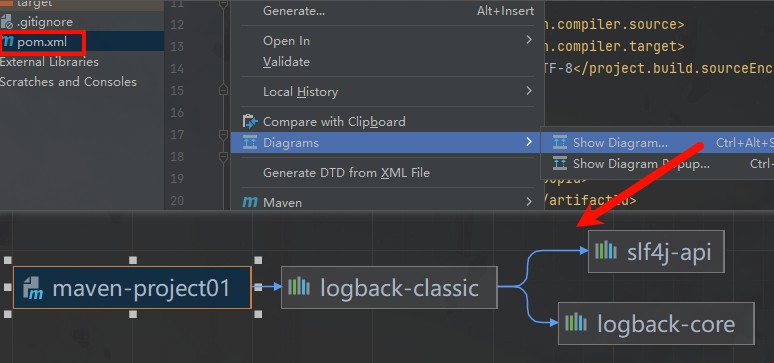 target
.gitignore
pom.xml
External Libraries
Scratches and Consoles
11
12
13
14
15
16
17
18
19
20
Generate... Alt+Insert
Open In
Validate
Local History
Compare with Clipboard
Diagrams
Generate DTD from XML File
Maven
n.compiler.source>
n.compiler.target>
TF-8</project.build.sourceEnc
Show Diagram... Ctrl+Alt+S
Show Diagram Popup... Ctr
/artifactId>
maven-project01
logback-classic
slf4j-api
logback-core